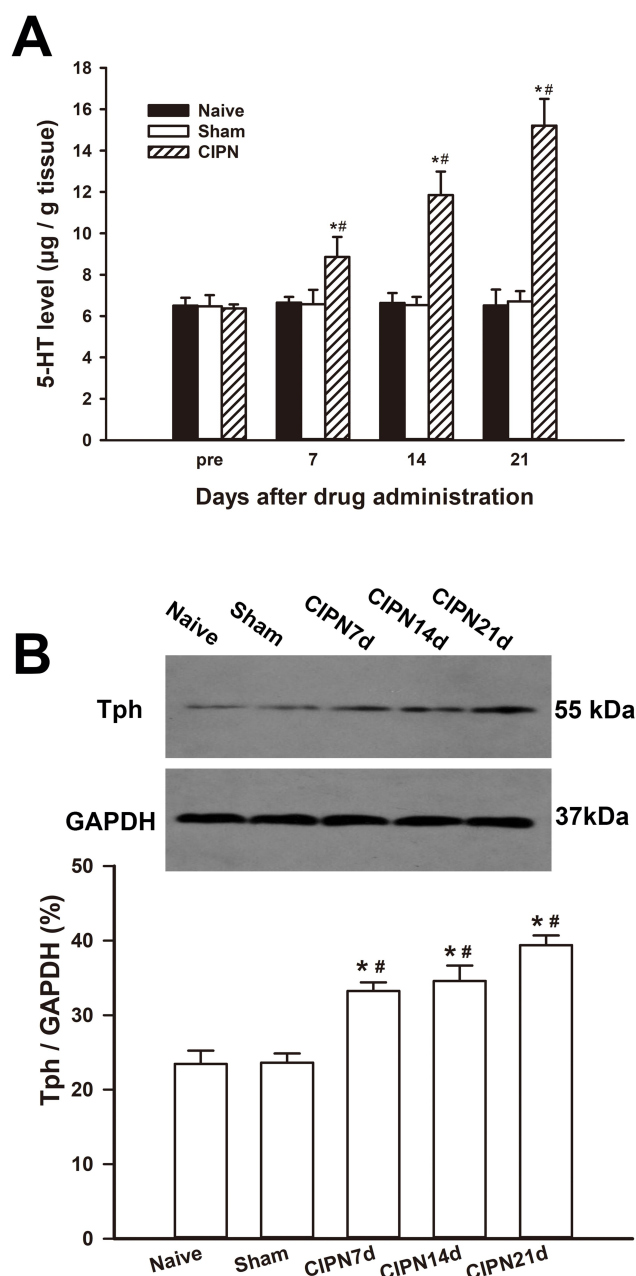 A
18
16
14
12
10
8
6
4
2
0
5-HT level (μg / g tissue)
Naive
Sham
CIPN
*#
*#
*#
pre 7 14 21
Days after drug administration
B
Naive Sham CIPN7d CIPN14d CIPN21d
Tph 55 kDa
GAPDH 37kDa
50
40
30
20
10
0
Tph / GAPDH (%)
* #
* #
* #
Naive Sham CIPN7d CIPN14d CIPN21d